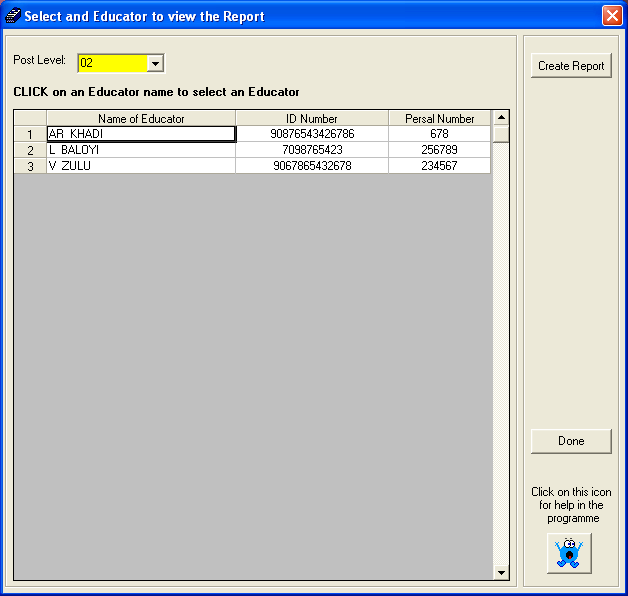 Select and Educator to view the Report
Post Level: 02
Create Report
CLICK on an Educator name to select an Educator
Name of Educator ID Number Persal Number
1 AR KHADI 90876543426786 678
2 L BALOYI 7098765423 256789
3 V ZULU 9067865432678 234567
Done
Click on this icon
for help in the
programme